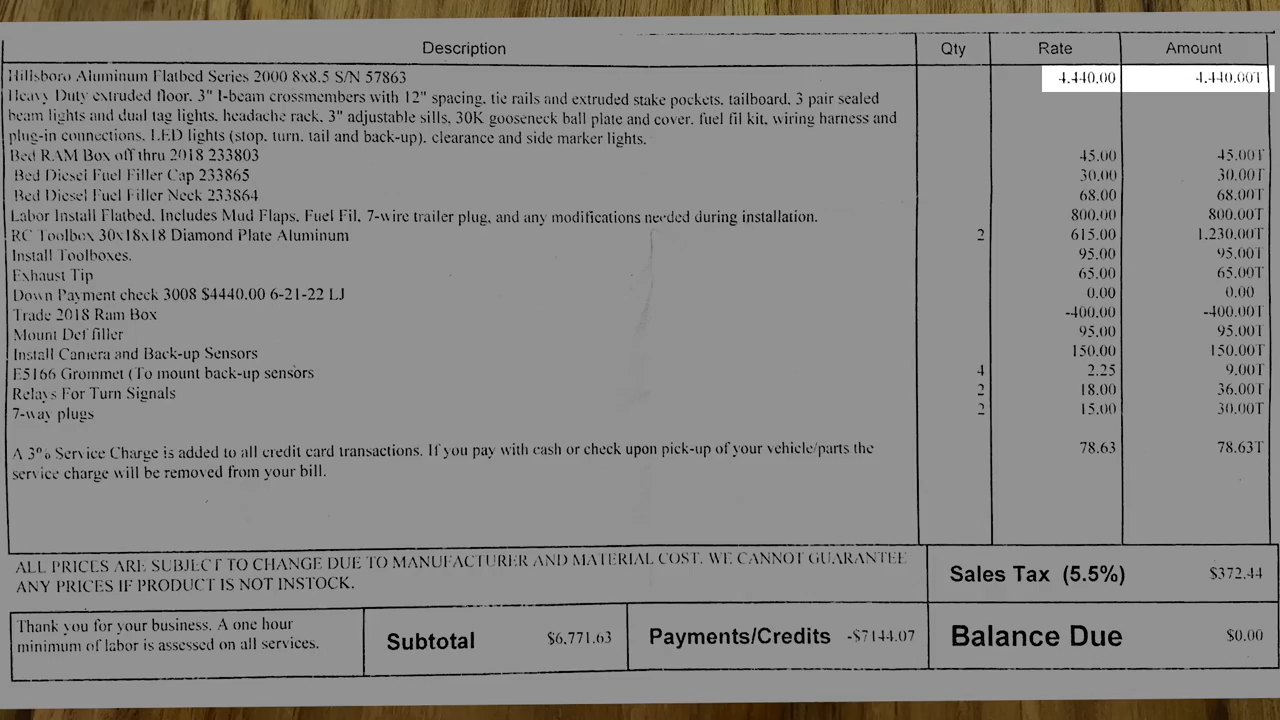 Description Qty Rate Amount
Hillsboro Aluminum Flatbed Series 2000 8x8.5 S/N 57863 4,440.00 4,440.00T
Heavy Duty extruded floor. 3" I-beam crossmembers with 12" spacing, tie rails and extruded stake pockets, tailboard, 3 pair sealed
beam lights and dual tag lights, headache rack, 3" adjustable sills, 30K gooseneck ball plate and cover, fuel fil kit, wiring harness and
plug-in connections, LED lights (stop, turn, tail and back-up), clearance and side marker lights.
Bed RAM Box off thru 2018 233803 45.00 45.00T
Bed Diesel Fuel Filler Cap 233865 30.00 30.00T
Bed Diesel Fuel Filler Neck 233864 68.00 68.00T
Labor Install Flatbed. Includes Mud Flaps, Fuel Fil, 7-wire trailer plug, and any modifications needed during installation. 800.00 800.00T
RC Toolbox 30x18x18 Diamond Plate Aluminum 2 615.00 1,230.00T
Install Toolboxes. 95.00 95.00T
Exhaust Tip 65.00 65.00T
Down Payment check 3008 $4440.00 6-21-22 LJ 0.00 0.00
Trade 2018 Ram Box -400.00 -400.00T
Mount Def filler 95.00 95.00T
Install Camera and Back-up Sensors 150.00 150.00T
E5166 Grommet (To mount back-up sensors 4 2.25 9.00T
Relays For Turn Signals 2 18.00 36.00T
7-way plugs 2 15.00 30.00T
A 3% Service Charge is added to all credit card transactions. If you pay with cash or check upon pick-up of your vehicle/parts the 78.63 78.63T
service charge will be removed from your bill.
ALL PRICES ARE SUBJECT TO CHANGE DUE TO MANUFACTURER AND MATERIAL COST. WE CANNOT GUARANTEE
ANY PRICES IF PRODUCT IS NOT INSTOCK.
Sales Tax (5.5%) $372.44
Thank you for your business. A one hour
minimum of labor is assessed on all services.
Subtotal $6,771.63 Payments/Credits -$7144.07 Balance Due $0.00